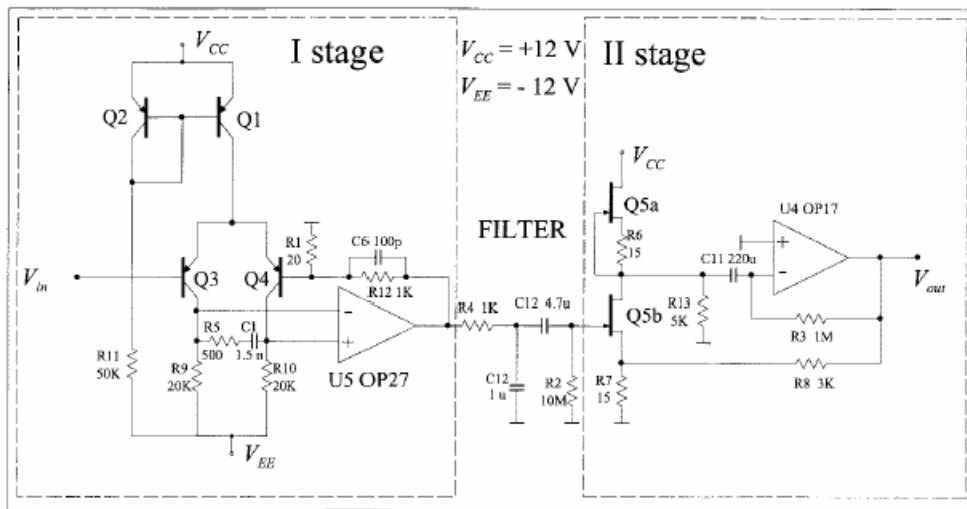 I stage
V_CC = +12 V
V_EE = - 12 V
II stage
V_CC
Q2
Q1
V_CC
Q5a
U4 OP17
R6
15
FILTER
R1
20
C6 100p
R12 1K
C11 220u
V_in
Q3
Q4
V_out
R4 1K
C12 4.7u
Q5b
R13
5K
R3 1M
R5
500
C1
1.5 n
R11
50K
R9
20K
R10
20K
U5 OP27
C12
1 u
R2
10M
R7
15
R8 3K
V_EE